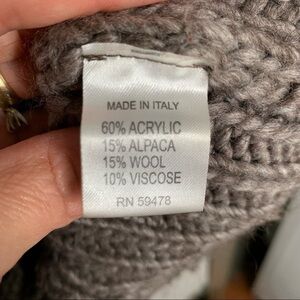 MADE IN ITALY
60% ACRYLIC
15% ALPACA
15% WOOL
10% VISCOSE
RN 59478